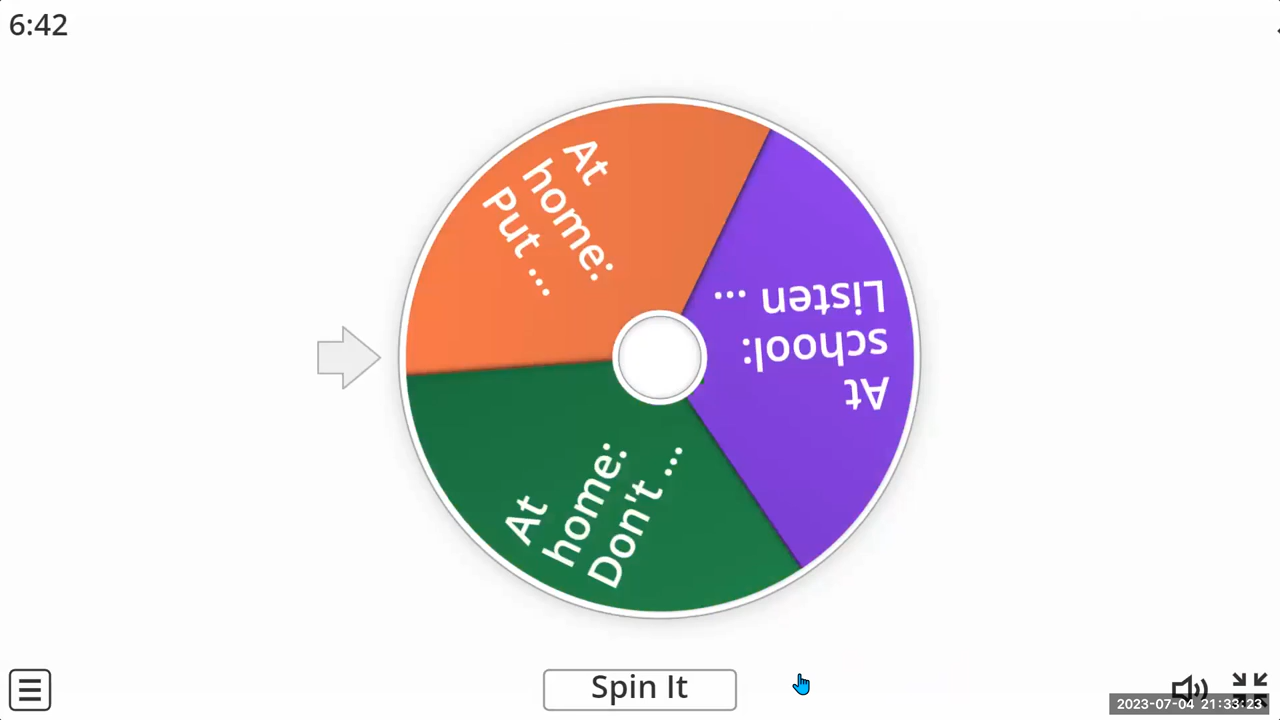 6:42
At
home:
Put ...
At
school:
Listen ...
At
home:
Don't ...
Spin It
2023-07-04 21:33:23